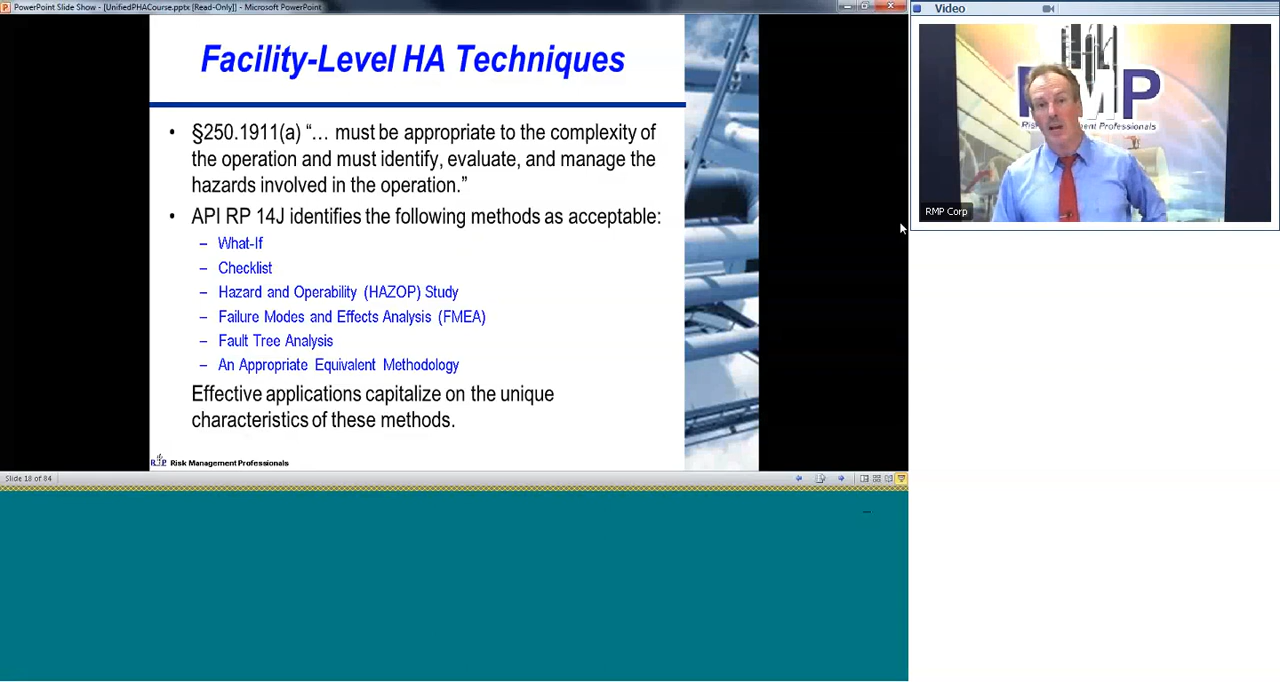 PowerPoint Slide Show - [UnifiedPHACourse.pptx [Read-Only]] - Microsoft PowerPoint
Video
Facility-Level HA Techniques
• §250.1911(a) “… must be appropriate to the complexity of
the operation and must identify, evaluate, and manage the
hazards involved in the operation.”
• API RP 14J identifies the following methods as acceptable:
– What-If
– Checklist
– Hazard and Operability (HAZOP) Study
– Failure Modes and Effects Analysis (FMEA)
– Fault Tree Analysis
– An Appropriate Equivalent Methodology
Effective applications capitalize on the unique
characteristics of these methods.
Risk Management Professionals
Slide 18 of 84
RMP Corp